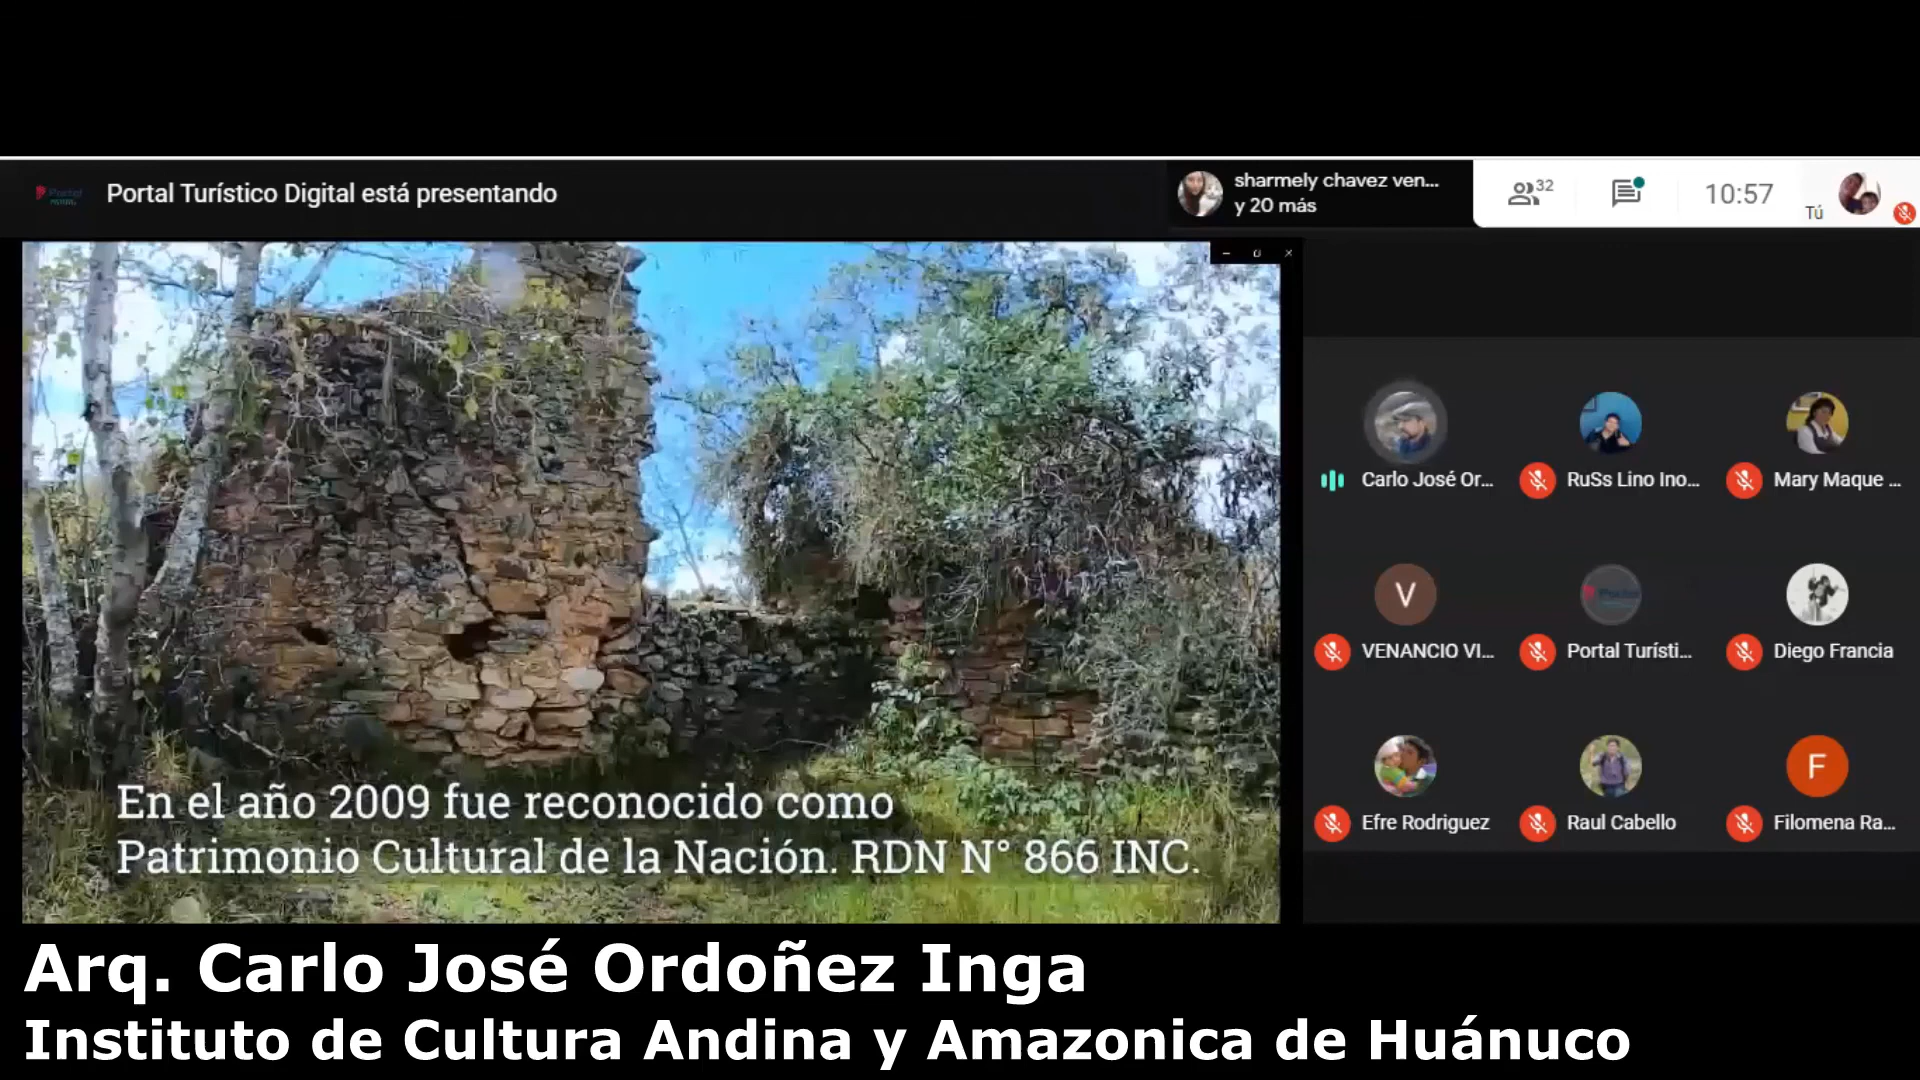 Portal Turístico Digital está presentando
sharmely chavez ven...
y 20 más
32
10:57
Tú
Carlo José Or...
RuSs Lino Ino...
Mary Maque ...
V
VENANCIO VI...
Portal Turísti...
Diego Francia
Efre Rodriguez
Raul Cabello
F
Filomena Ra...
En el año 2009 fue reconocido como
Patrimonio Cultural de la Nación. RDN N° 866 INC.
Arq. Carlo José Ordoñez Inga
Instituto de Cultura Andina y Amazonica de Huánuco